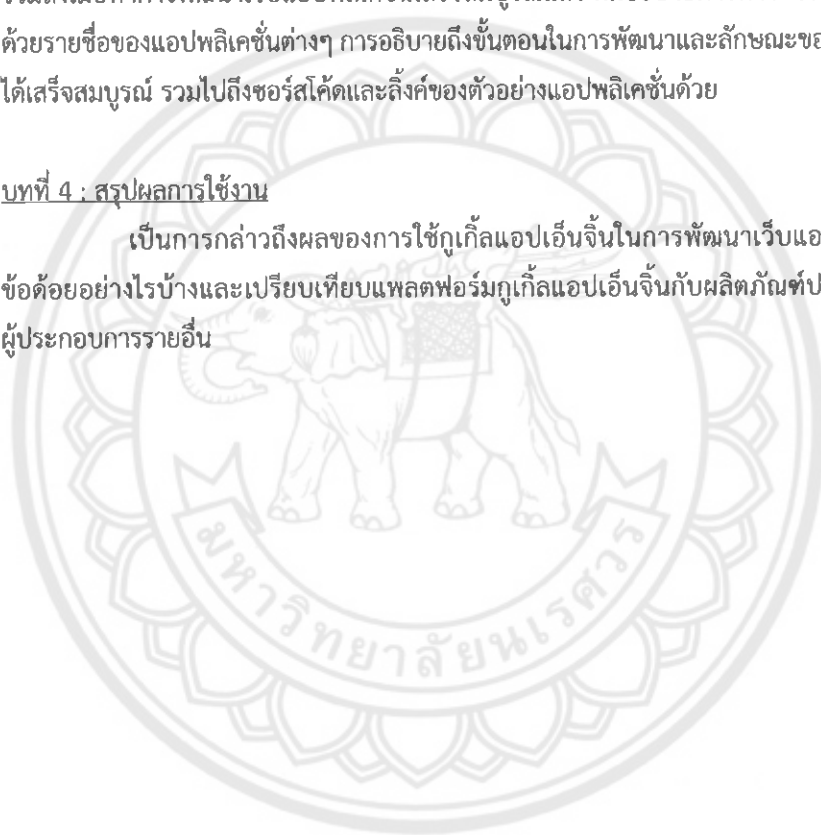 ด้วยรายชื่อของแอปพลิเคชั่นต่างๆ การอธิบายถึงขั้นตอนในการพัฒนาและลักษณะขอ
ได้เสร็จสมบูรณ์ รวมไปถึงซอร์สโค้ดและลิ้งค์ของตัวอย่างแอปพลิเคชั่นด้วย
บทที่ 4 : สรุปผลการใช้งาน
เป็นการกล่าวถึงผลของการใช้กูเกิ้ลแอปเอ็นจิ้นในการพัฒนาเว็บแอ
ข้อด้อยอย่างไรบ้างและเปรียบเทียบแพลตฟอร์มกูเกิ้ลแอปเอ็นจิ้นกับผลิตภัณฑ์ป
ผู้ประกอบการรายอื่น
มหาวิทยาลัยนเรศวร